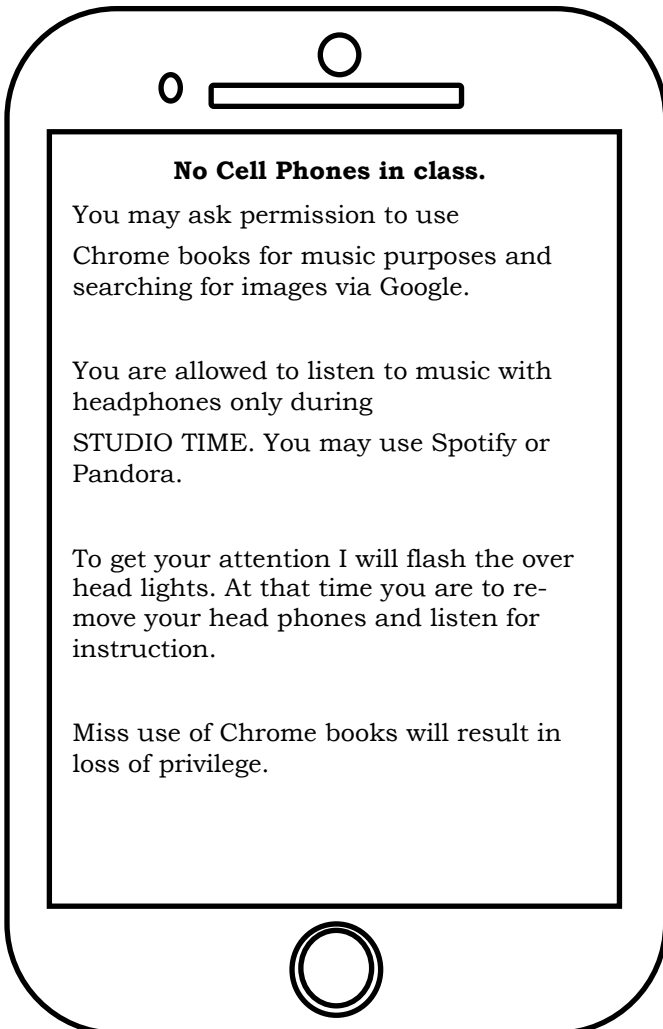 No Cell Phones in class.
You may ask permission to use
Chrome books for music purposes and
searching for images via Google.
You are allowed to listen to music with
headphones only during
STUDIO TIME. You may use Spotify or
Pandora.
To get your attention I will flash the over
head lights. At that time you are to re-
move your head phones and listen for
instruction.
Miss use of Chrome books will result in
loss of privilege.